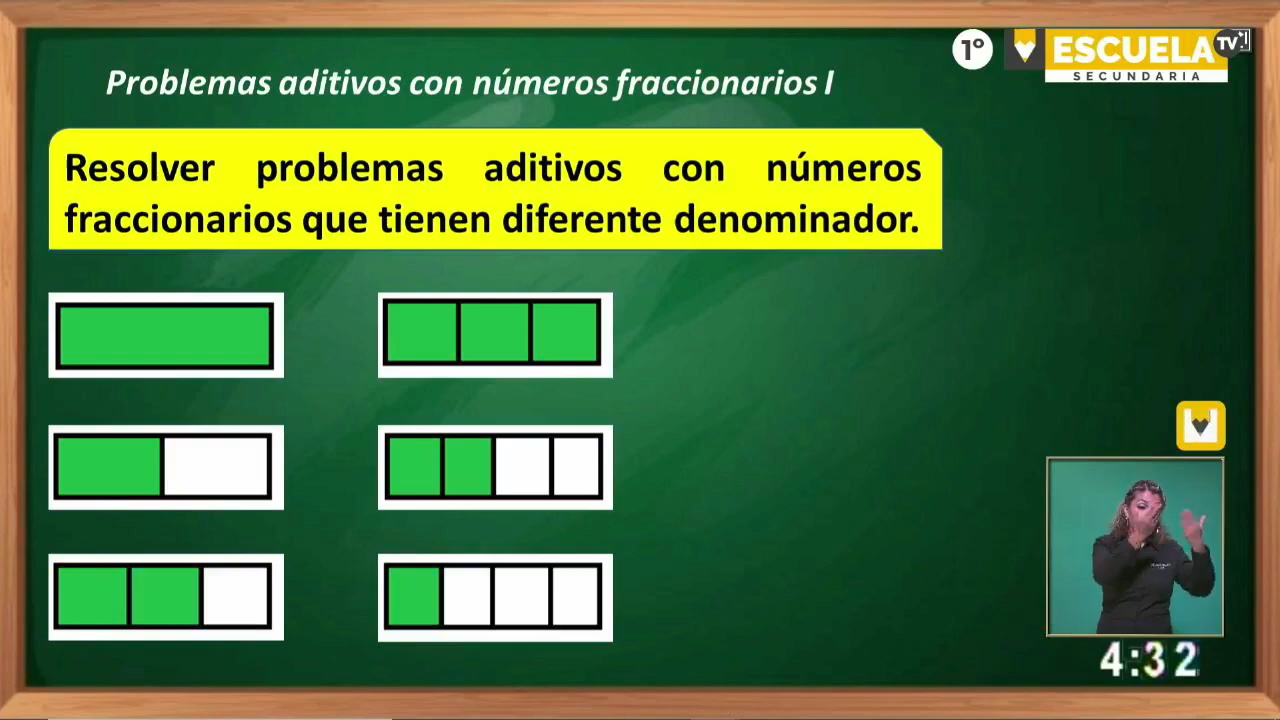 1º
ESCUELA TV
SECUNDARIA
Problemas aditivos con números fraccionarios I
Resolver problemas aditivos con números
fraccionarios que tienen diferente denominador.
4:32